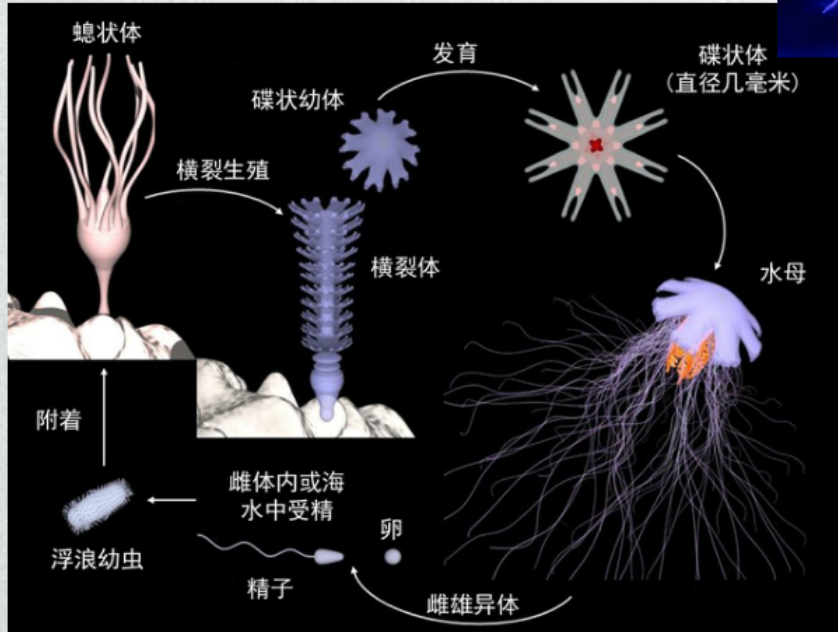 螅状体
横裂生殖
碟状幼体
发育
碟状体
（直径几毫米）
横裂体
水母
附着
浮浪幼虫
雌体内或海
水中受精
精子
卵
雌雄异体